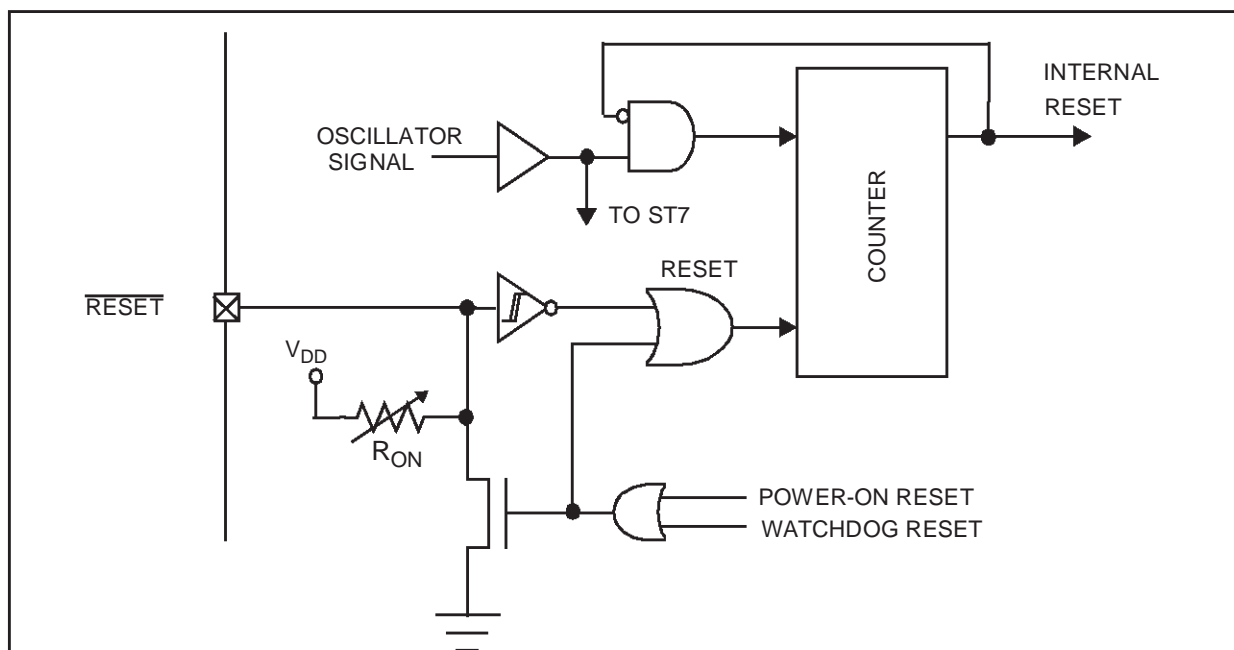 INTERNAL
RESET
OSCILLATOR
SIGNAL
TO ST7
COUNTER
RESET
RESET
VDD
RON
POWER-ON RESET
WATCHDOG RESET